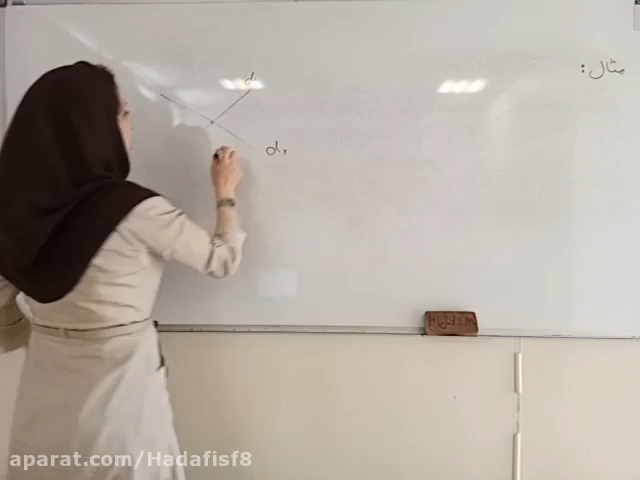 مثال:
d₁
d₂
aparat.com/Hadafisf8